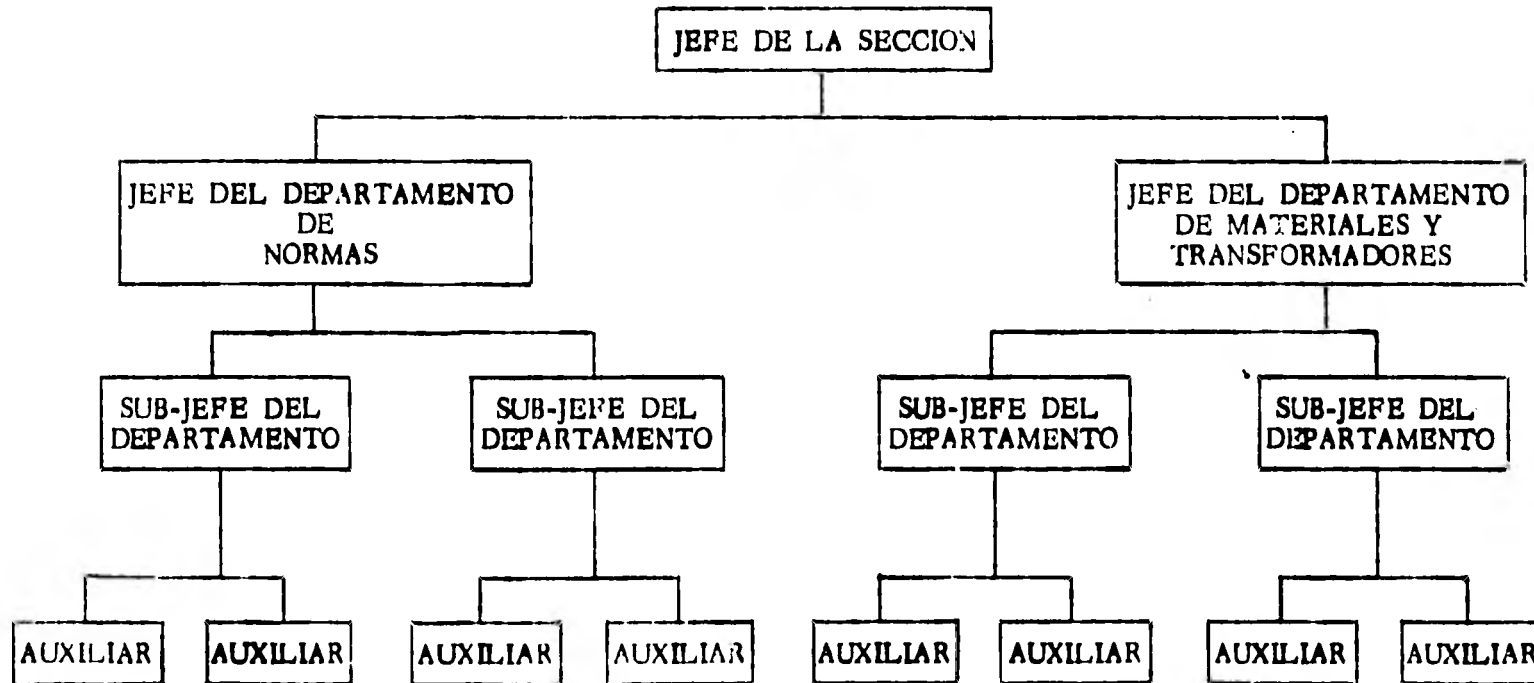 JEFE DE LA SECCION
JEFE DEL DEPARTAMENTO
DE
NORMAS
JEFE DEL DEPARTAMENTO
DE MATERIALES Y
TRANSFORMADORES
SUB-JEFE DEL
DEPARTAMENTO
SUB-JEFE DEL
DEPARTAMENTO
SUB-JEFE DEL
DEPARTAMENTO
SUB-JEFE DEL
DEPARTAMENTO
AUXILIAR
AUXILIAR
AUXILIAR
AUXILIAR
AUXILIAR
AUXILIAR
AUXILIAR
AUXILIAR